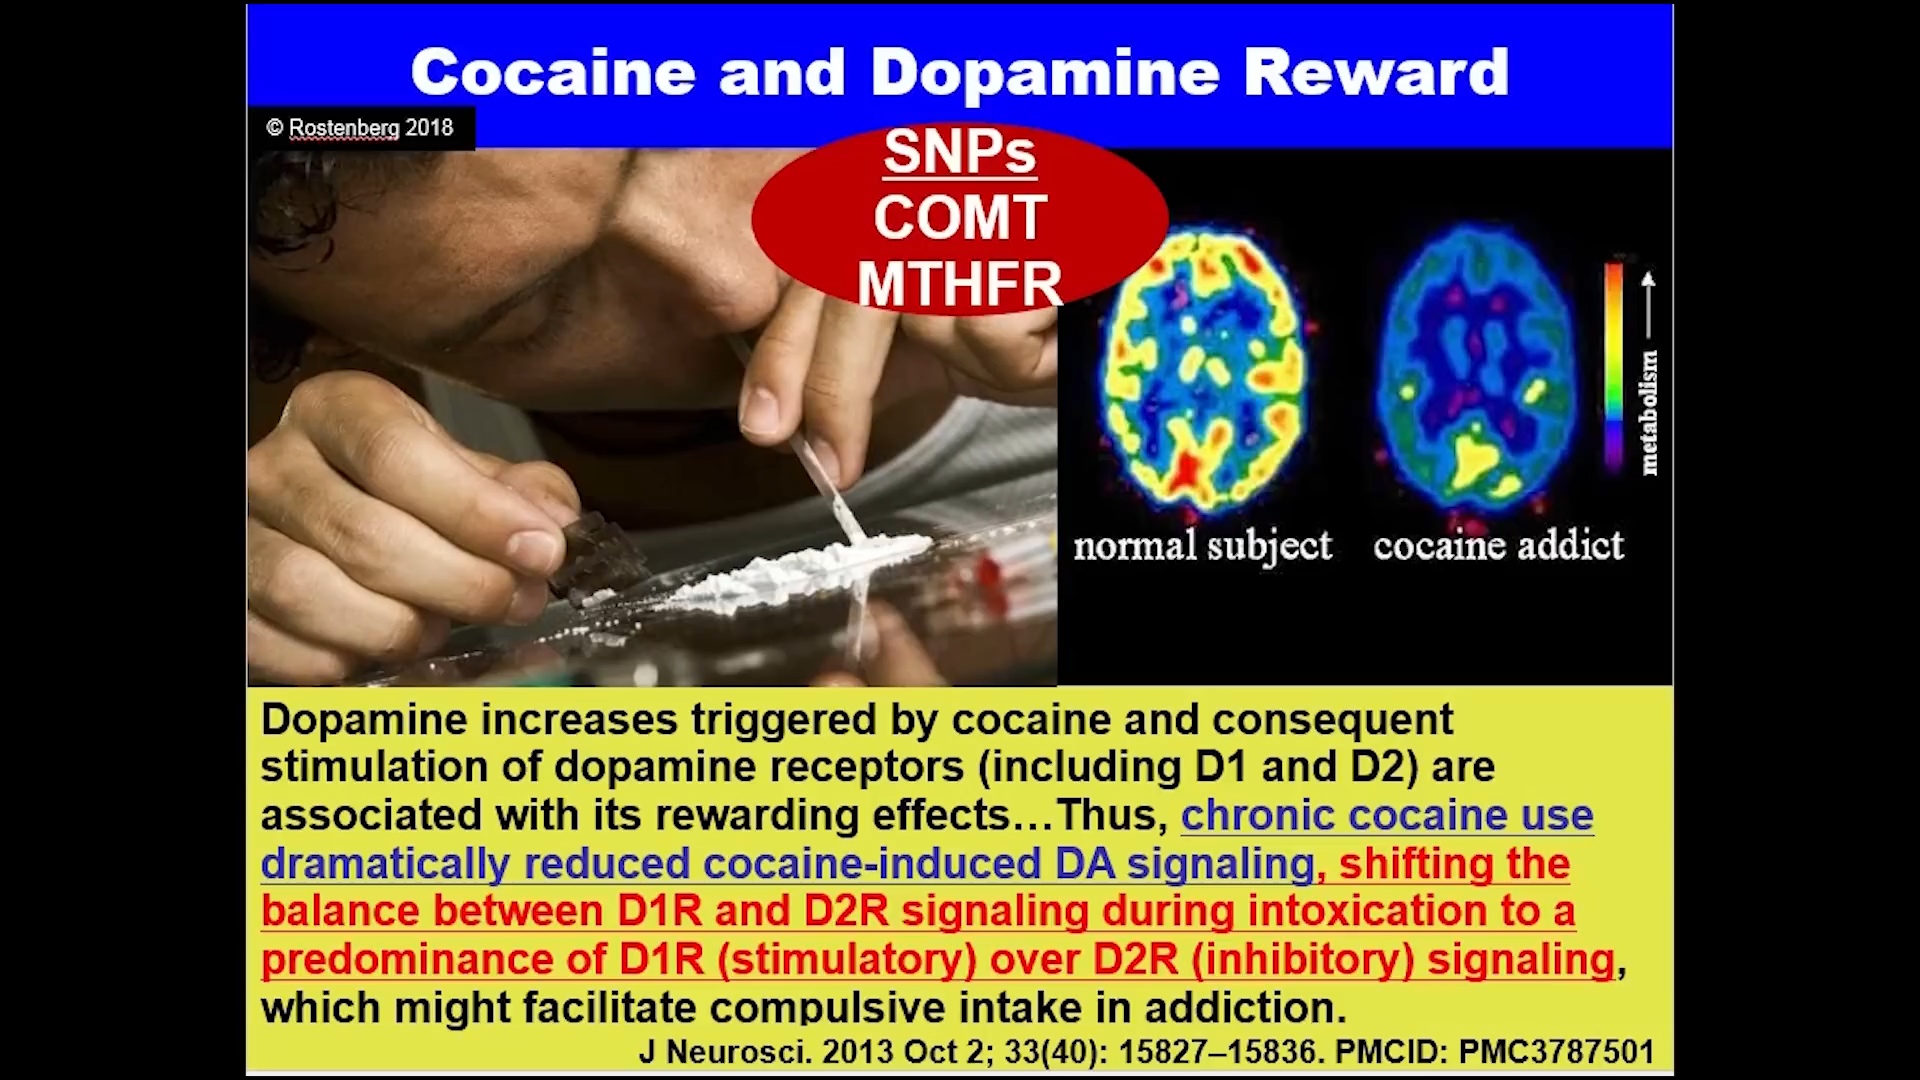 Cocaine and Dopamine Reward
© Rostenberg 2018
SNPs
COMT
MTHFR
metabolism
normal subject
cocaine addict
Dopamine increases triggered by cocaine and consequent
stimulation of dopamine receptors (including D1 and D2) are
associated with its rewarding effects…Thus, chronic cocaine use
dramatically reduced cocaine-induced DA signaling, shifting the
balance between D1R and D2R signaling during intoxication to a
predominance of D1R (stimulatory) over D2R (inhibitory) signaling,
which might facilitate compulsive intake in addiction.
J Neurosci. 2013 Oct 2; 33(40): 15827–15836. PMCID: PMC3787501